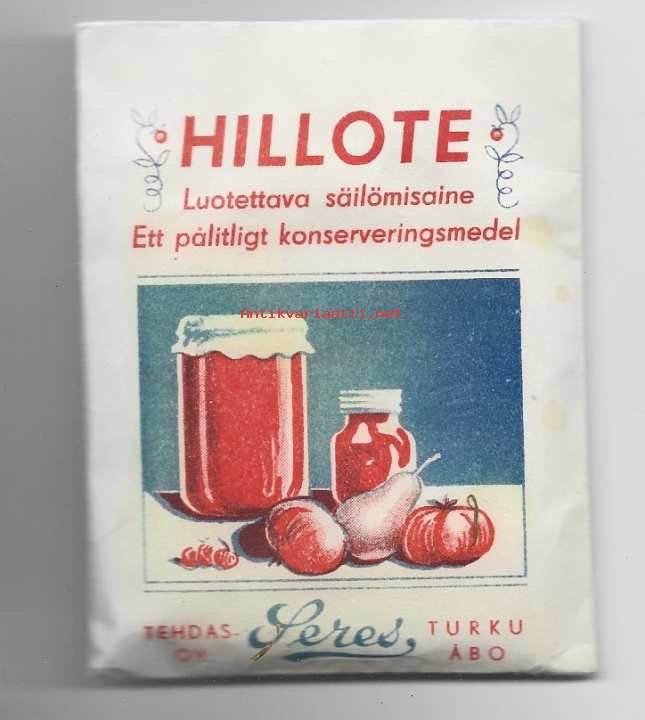 HILLOTE
Luotettava säilömisaine
Ett pålitligt konserveringsmedel
Antikvariaatti.net
TEHDAS- Seres, TURKU
OY ÅBO